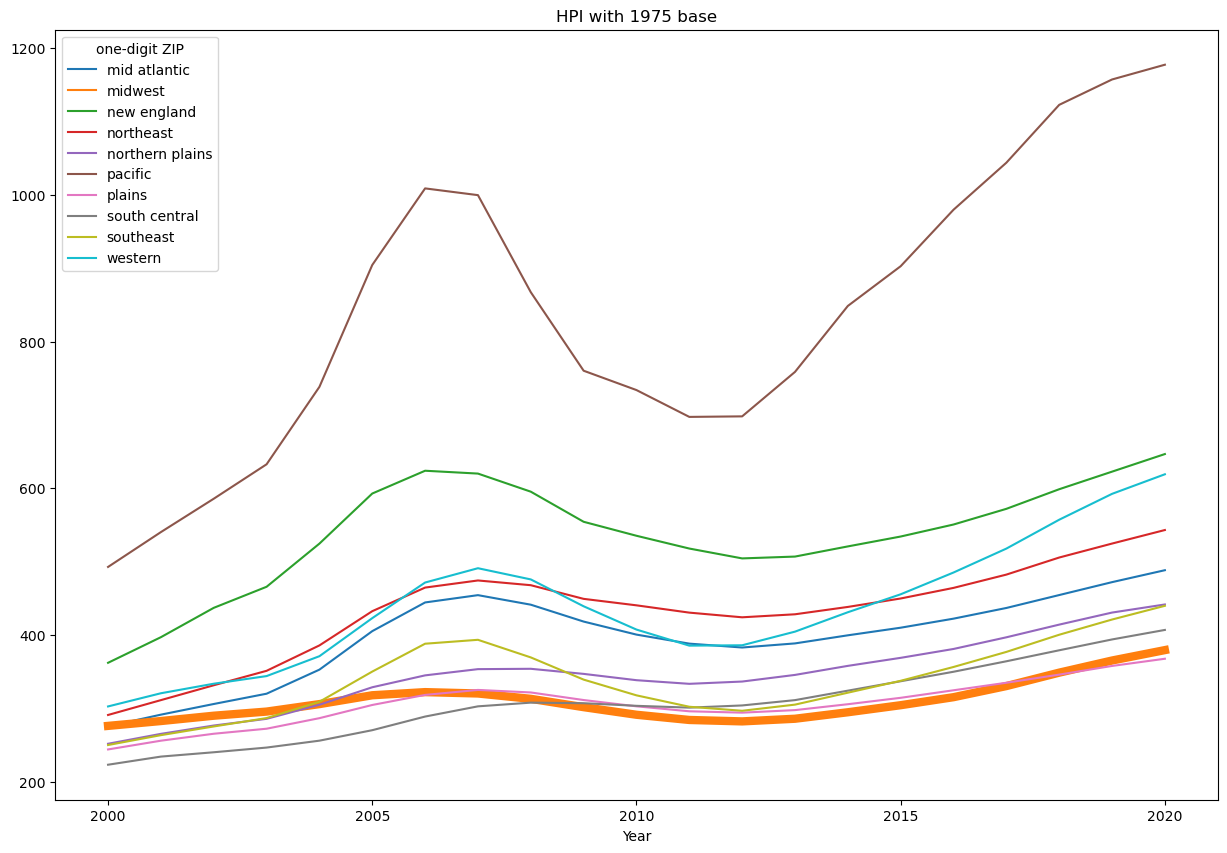 HPI with 1975 base
1200
1000
800
600
400
200
one-digit ZIP
mid atlantic
midwest
new england
northeast
northern plains
pacific
plains
south central
southeast
western
2000 2005 2010 2015 2020
Year